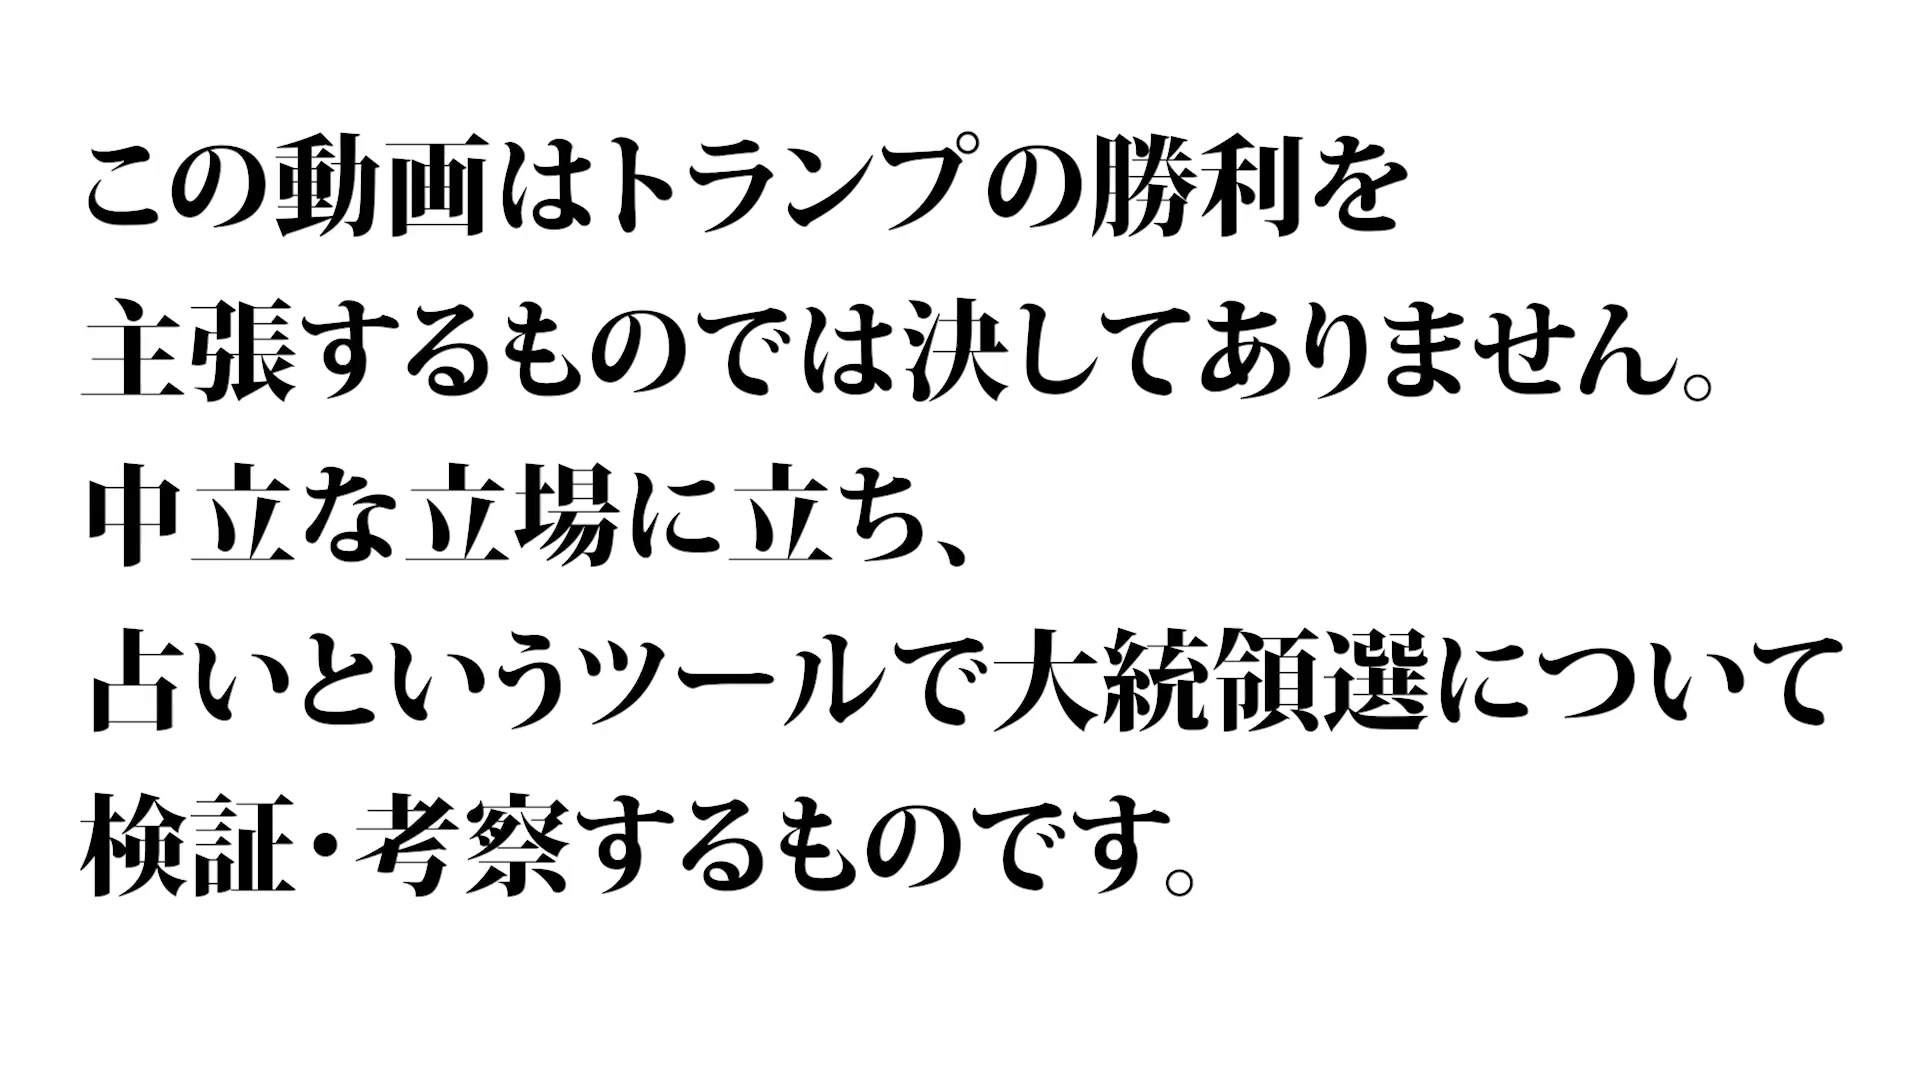 この動画はトランプの勝利を
主張するものでは決してありません。
中立な立場に立ち、
占いというツールで大統領選について
検証・考察するものです。